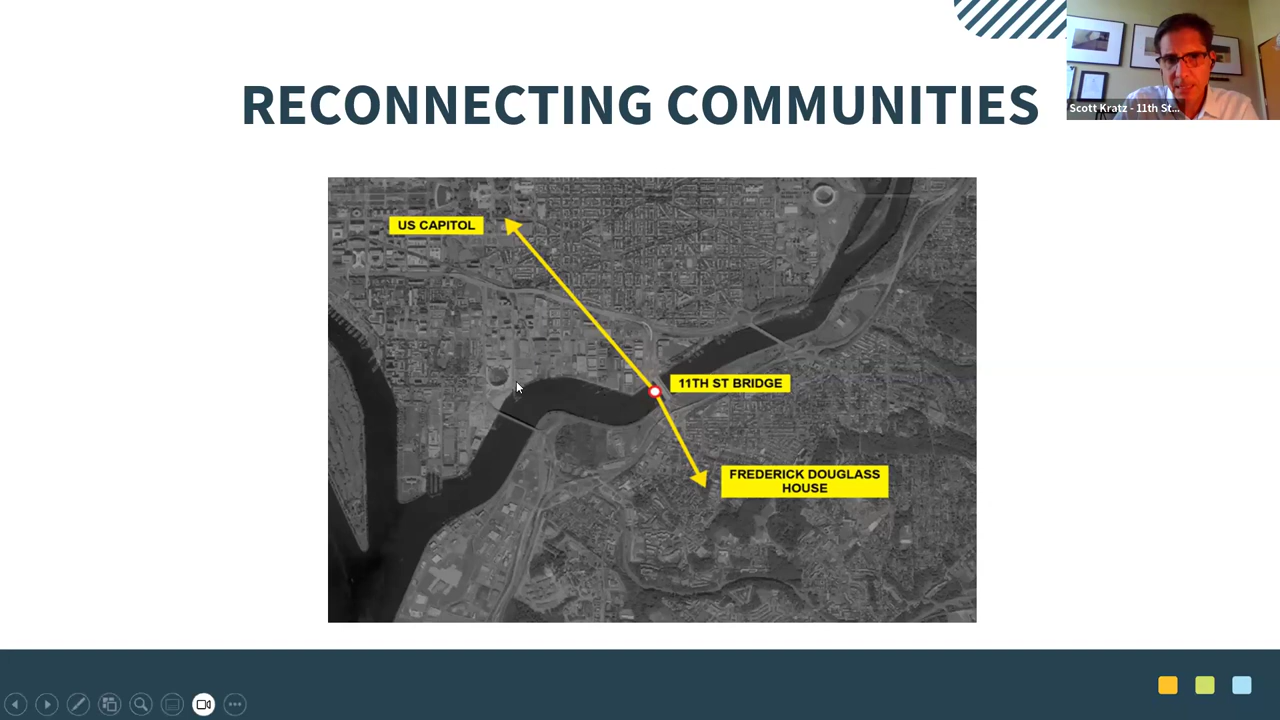 RECONNECTING COMMUNITIES
Scott Kratz - 11th St...
US CAPITOL
11TH ST BRIDGE
FREDERICK DOUGLASS
HOUSE